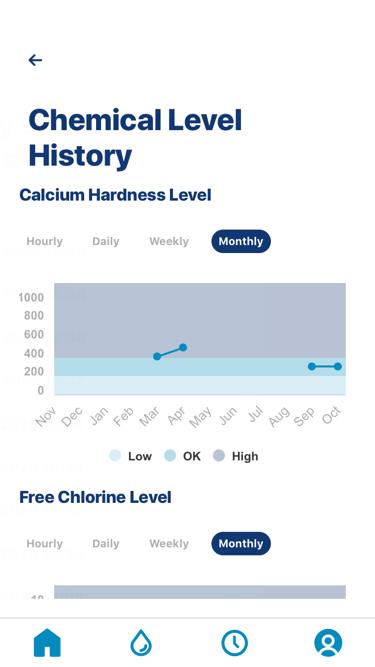 Chemical Level
History
Calcium Hardness Level
Hourly Daily Weekly Monthly
1000
800
600
400
200
0
Nov Dec Jan Feb Mar Apr May Jun Jul Aug Sep Oct
Low OK High
Free Chlorine Level
Hourly Daily Weekly Monthly
10